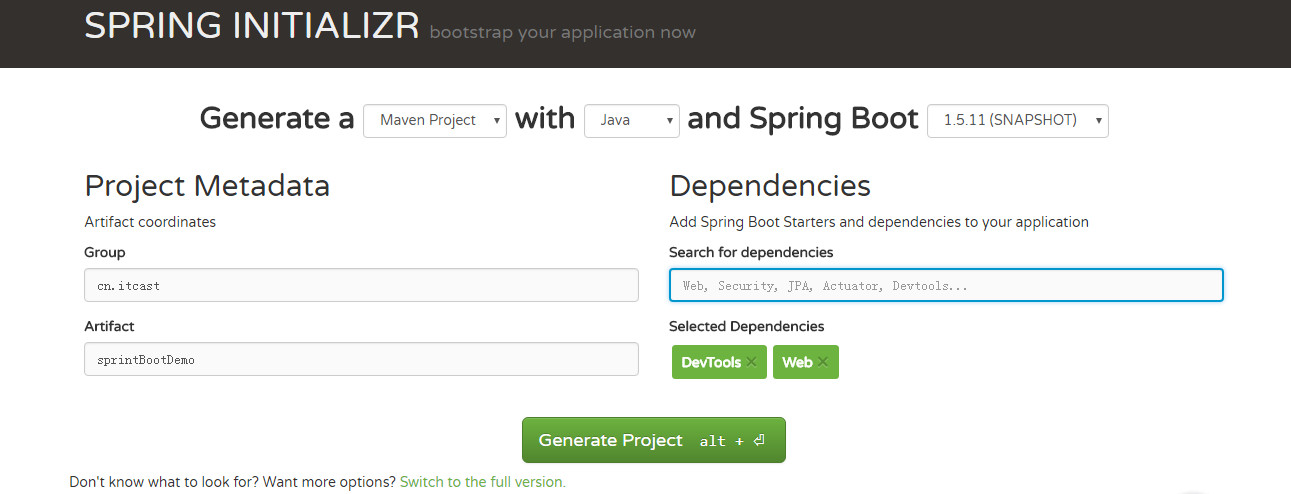 SPRING INITIALIZR bootstrap your application now
Generate a Maven Project with Java and Spring Boot 1.5.11 (SNAPSHOT)
Project Metadata
Artifact coordinates
Group
cn.itcast
Artifact
sprintBootDemo
Dependencies
Add Spring Boot Starters and dependencies to your application
Search for dependencies
Web, Security, JPA, Actuator, Devtools...
Selected Dependencies
DevTools × Web ×
Generate Project alt + ⏎
Don't know what to look for? Want more options? Switch to the full version.